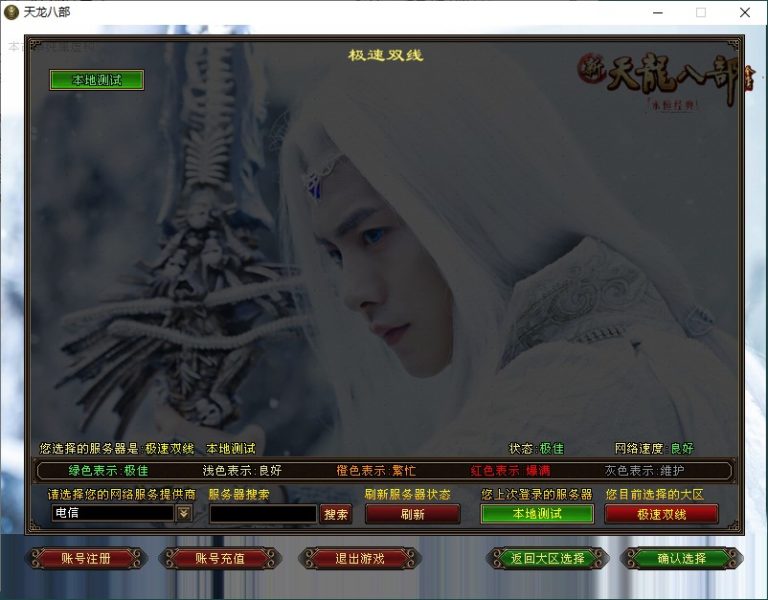 天龙八部
极速双线
本地测试
新天龍八部
永恒经典
您选择的服务器是:极速双线 本地测试 状态:极佳 网络速度:良好
绿色表示:极佳 浅色表示:良好 橙色表示:繁忙 红色表示:爆满 灰色表示:维护
请选择您的网络服务提供商 服务器搜索 刷新服务器状态 您上次登录的服务器 您目前选择的大区
电信 搜索 刷新 本地测试 极速双线
账号注册 账号充值 退出游戏 返回大区选择 确认选择